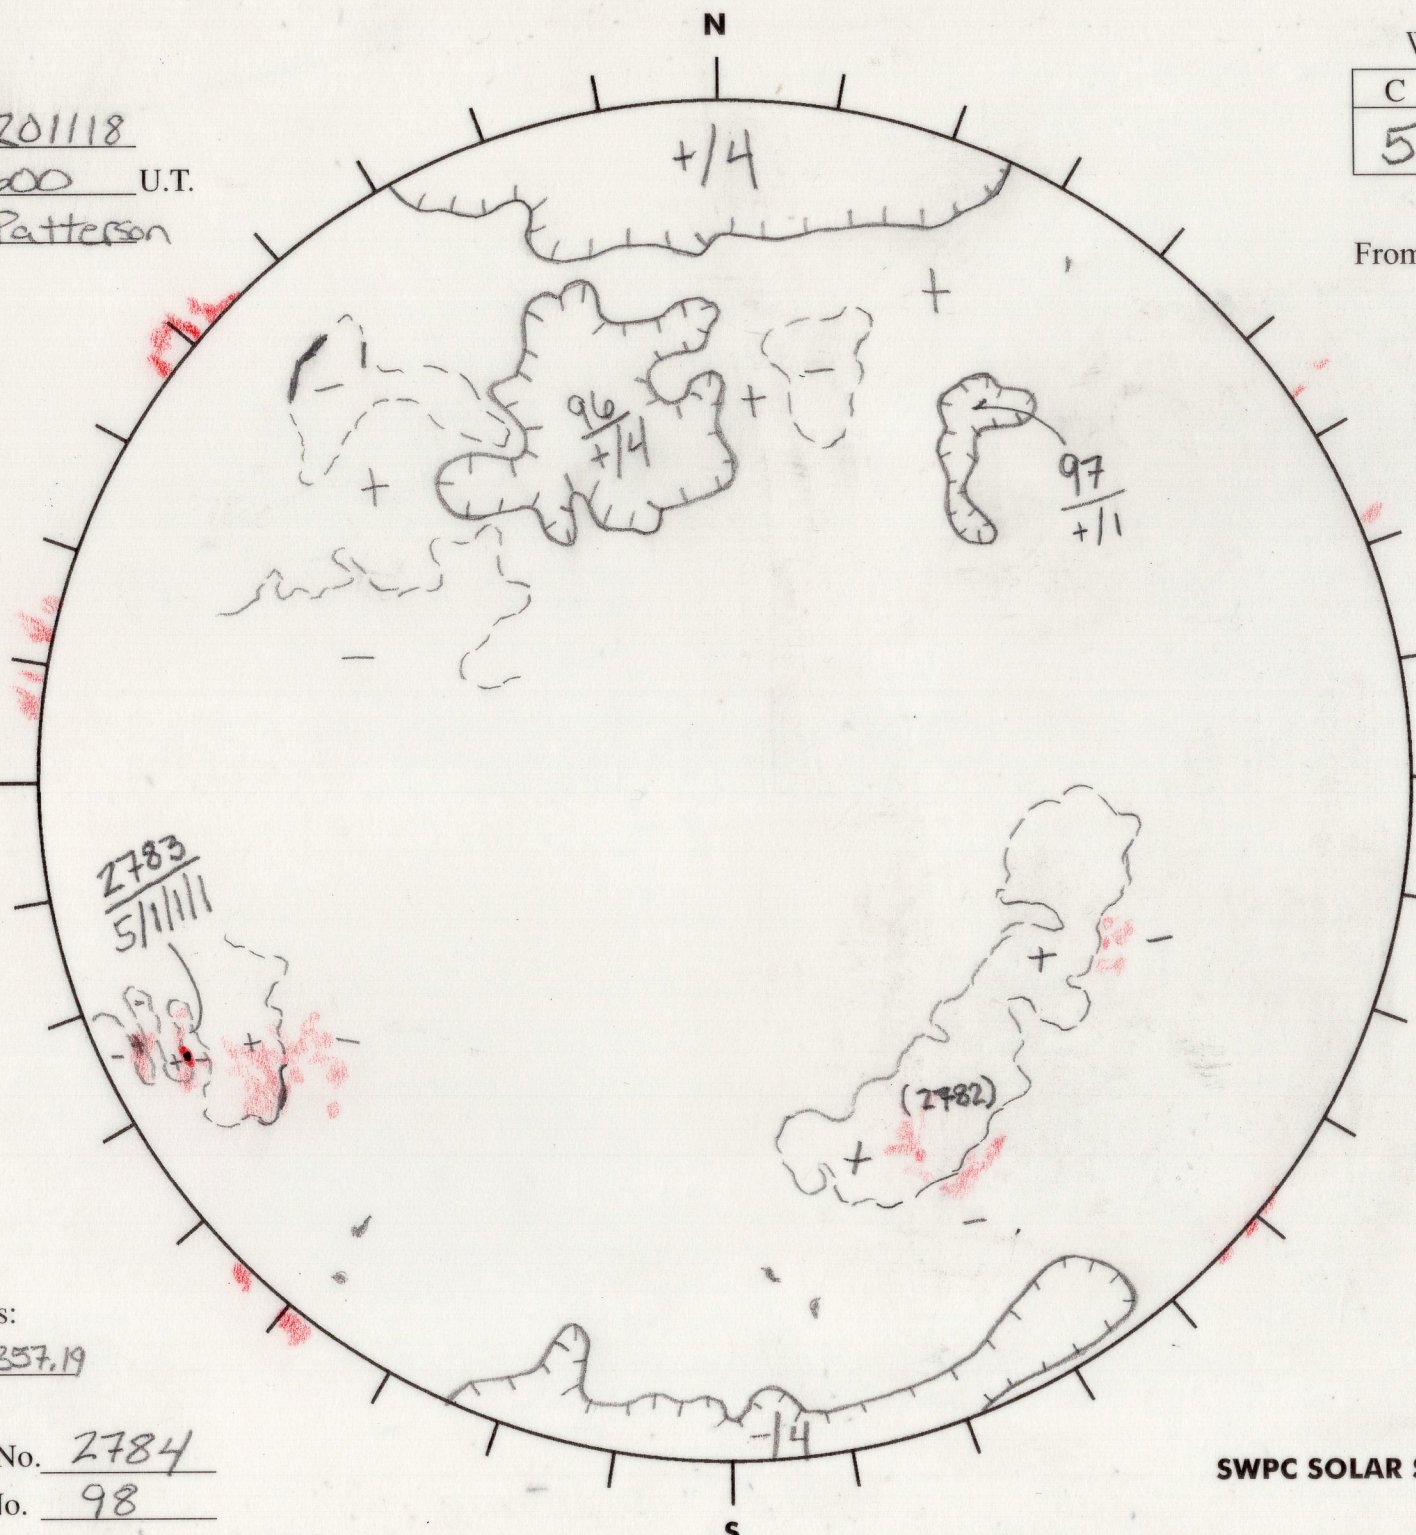 N
C
5
201118
600 U.T.
Patterson
+/4
From
96
+/4
97
+/1
2783
5/1/1/1
(2782)
s:
357.19
-/4
No. 2784
No. 98
SWPC SOLAR S
S